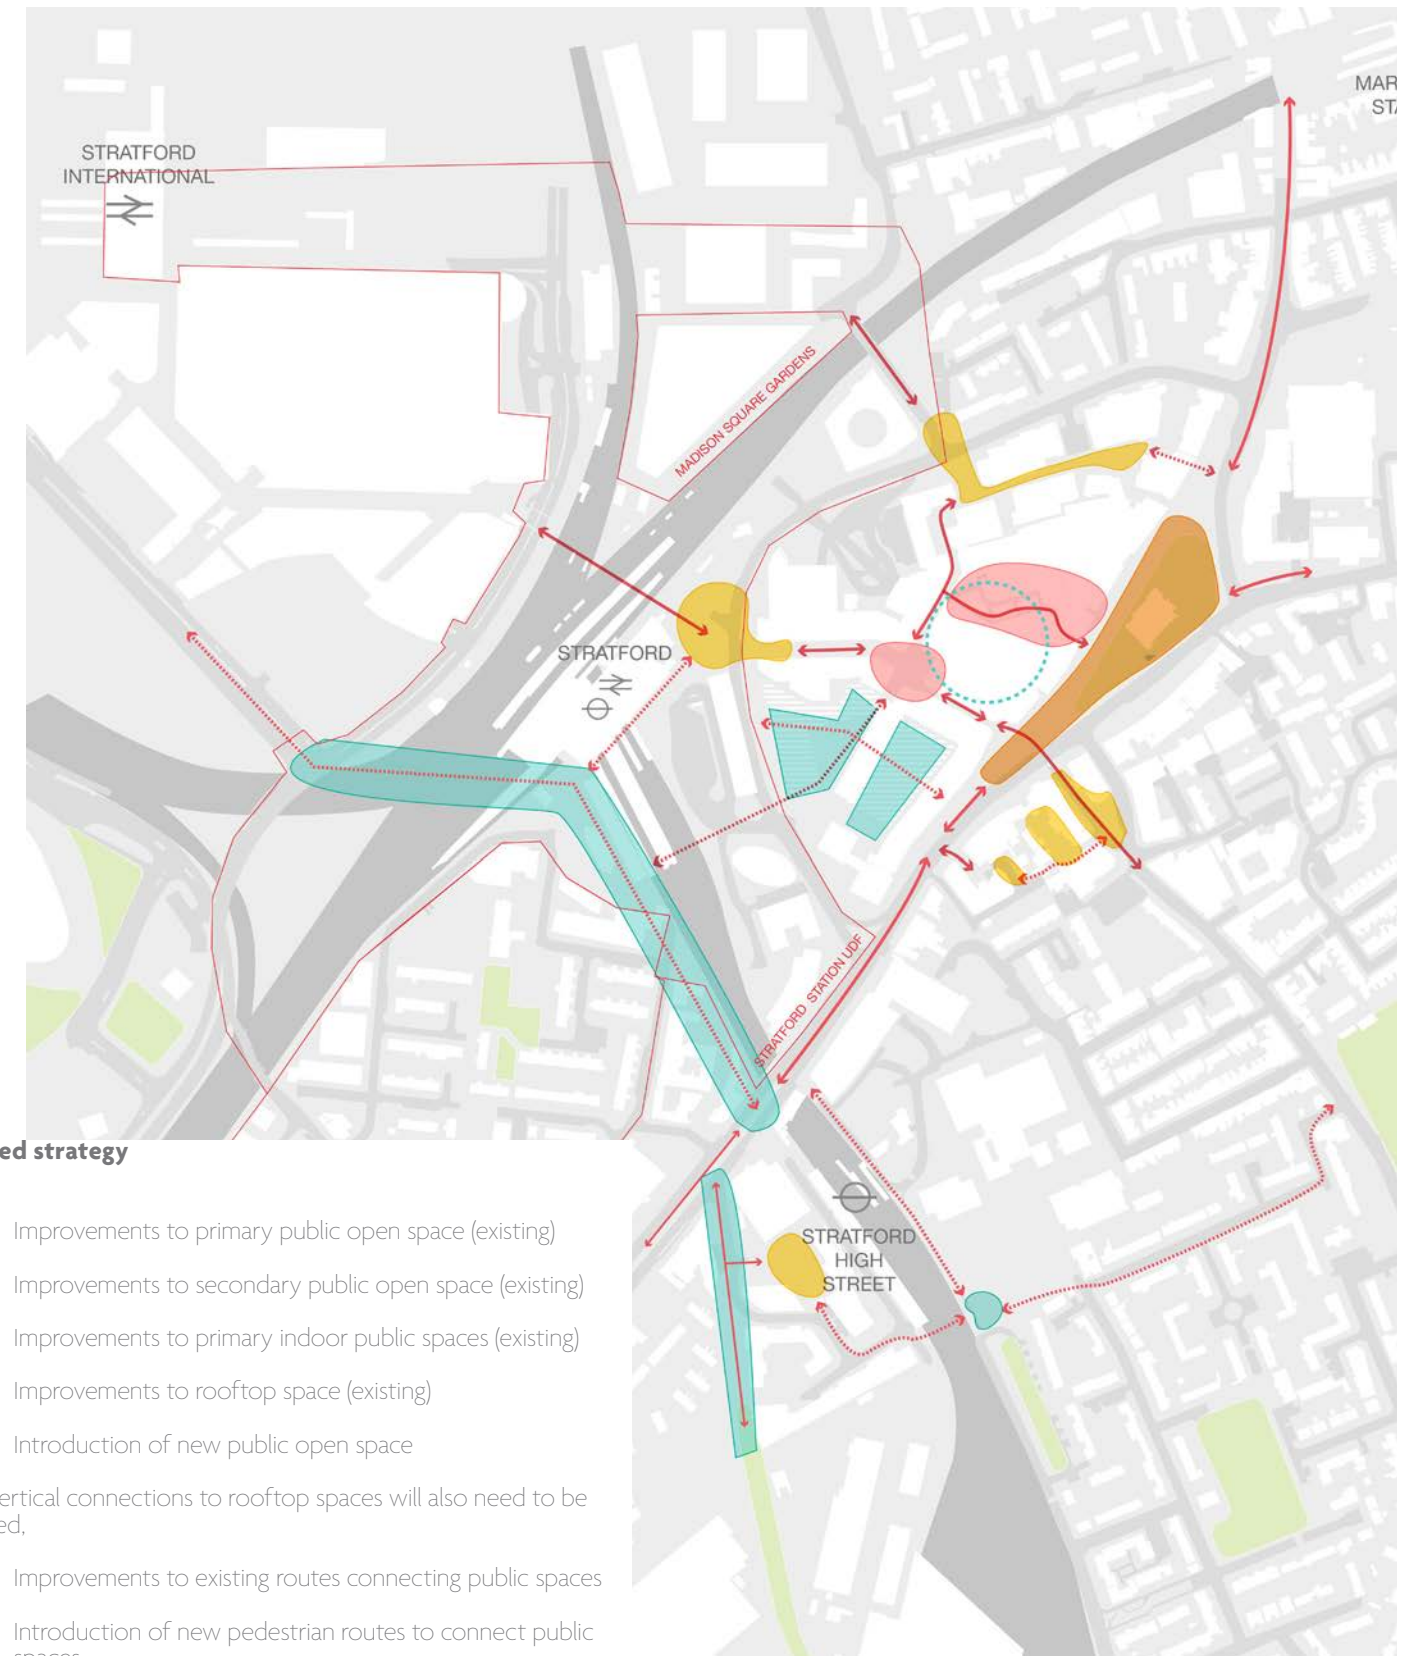 MAR
STA
STRATFORD
INTERNATIONAL
MADISON SQUARE GARDENS
STRATFORD
STRATFORD STATION UDF
STRATFORD
HIGH
STREET
ed strategy
Improvements to primary public open space (existing)
Improvements to secondary public open space (existing)
Improvements to primary indoor public spaces (existing)
Improvements to rooftop space (existing)
Introduction of new public open space
ertical connections to rooftop spaces will also need to be
ed,
Improvements to existing routes connecting public spaces
Introduction of new pedestrian routes to connect public
spaces